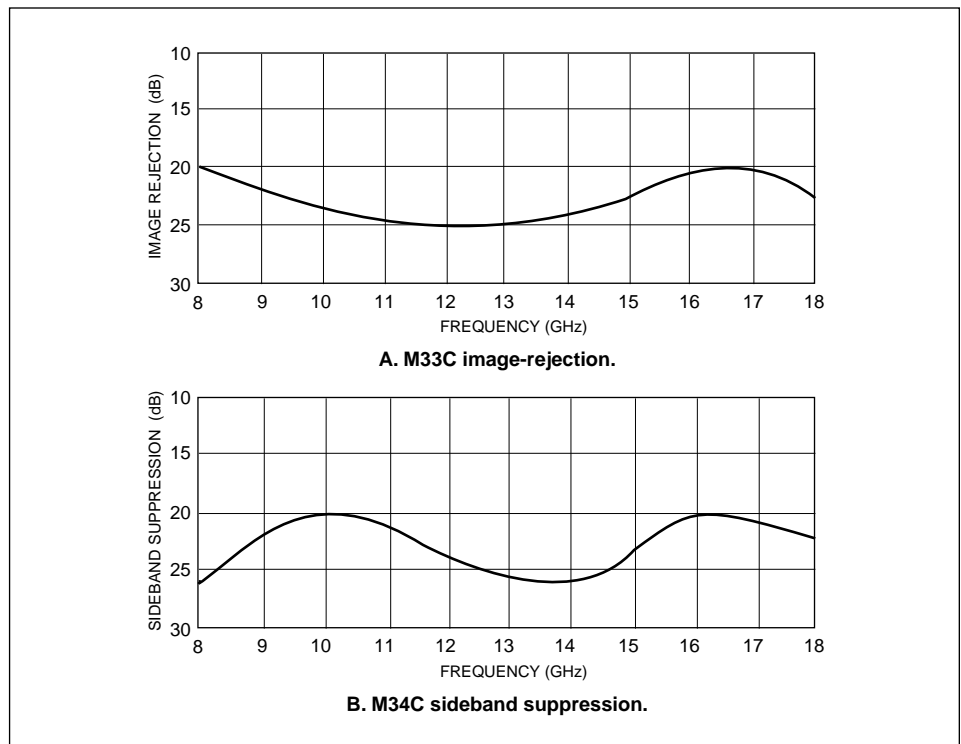 IMAGE REJECTION (dB)
10
15
20
25
30
8 9 10 11 12 13 14 15 16 17 18
FREQUENCY (GHz)
A. M33C image-rejection.
SIDEBAND SUPPRESSION (dB)
10
15
20
25
30
8 9 10 11 12 13 14 15 16 17 18
FREQUENCY (GHz)
B. M34C sideband suppression.